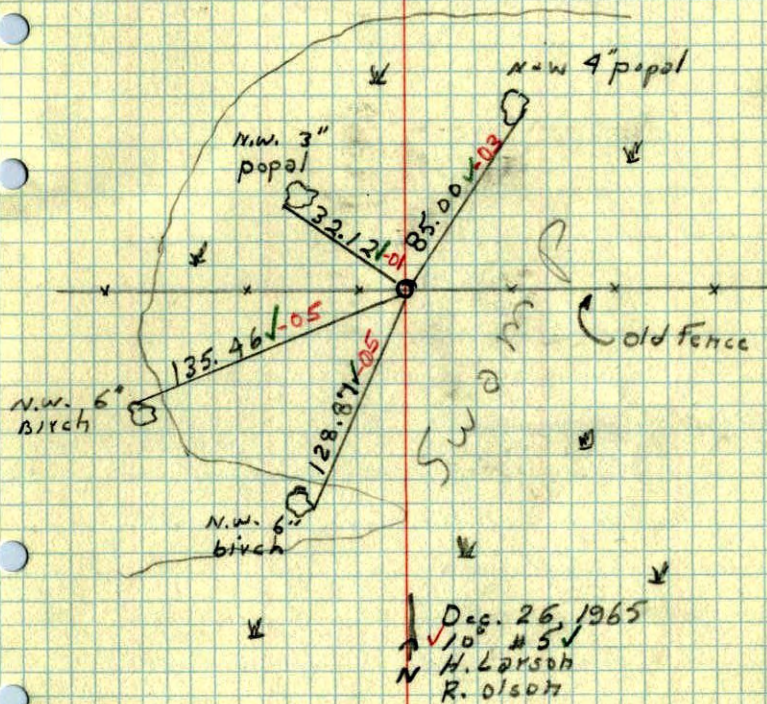 N.W 4" popal
N.W. 3"
popal
32.12 -01
85.00 -03
135.46 -05
128.87 -05
Swamp
old Fence
N.W. 6"
Birch
N.W. 6"
birch
N
Dec. 26, 1965
10° #5
H. Larson
R. Olson